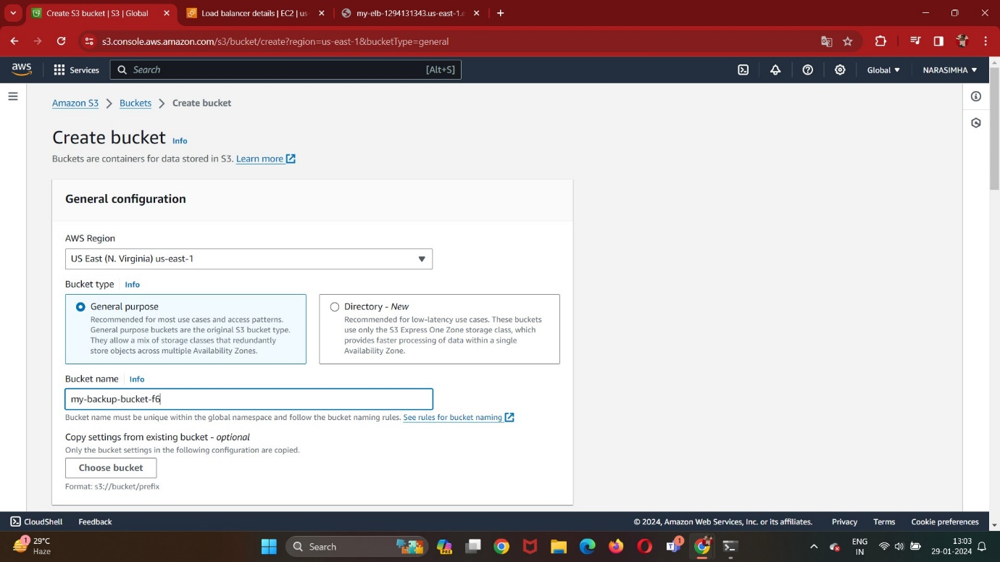 Create S3 bucket | S3 | Global
Load balancer details | EC2 | us-
my-elb-1294131343.us-east-1.e
s3.console.aws.amazon.com/s3/bucket/create?region=us-east-1&bucketType=general
aws
Services
Search
[Alt+S]
Global
NARASIMHA
Amazon S3
Buckets
Create bucket
Create bucket Info
Buckets are containers for data stored in S3. Learn more
General configuration
AWS Region
US East (N. Virginia) us-east-1
Bucket type Info
General purpose
Recommended for most use cases and access patterns.
General purpose buckets are the original S3 bucket type.
They allow a mix of storage classes that redundantly
store objects across multiple Availability Zones.
Directory - New
Recommended for low-latency use cases. These buckets
use only the S3 Express One Zone storage class, which
provides faster processing of data within a single
Availability Zone.
Bucket name Info
my-backup-bucket-f6
Bucket name must be unique within the global namespace and follow the bucket naming rules. See rules for bucket naming
Copy settings from existing bucket - optional
Only the bucket settings in the following configuration are copied.
Choose bucket
Format: s3://bucket/prefix
CloudShell
Feedback
© 2024, Amazon Web Services, Inc. or its affiliates.
Privacy
Terms
Cookie preferences
1
29°C
Haze
Search
PRE
1
ENG
IN
13:03
29-01-2024